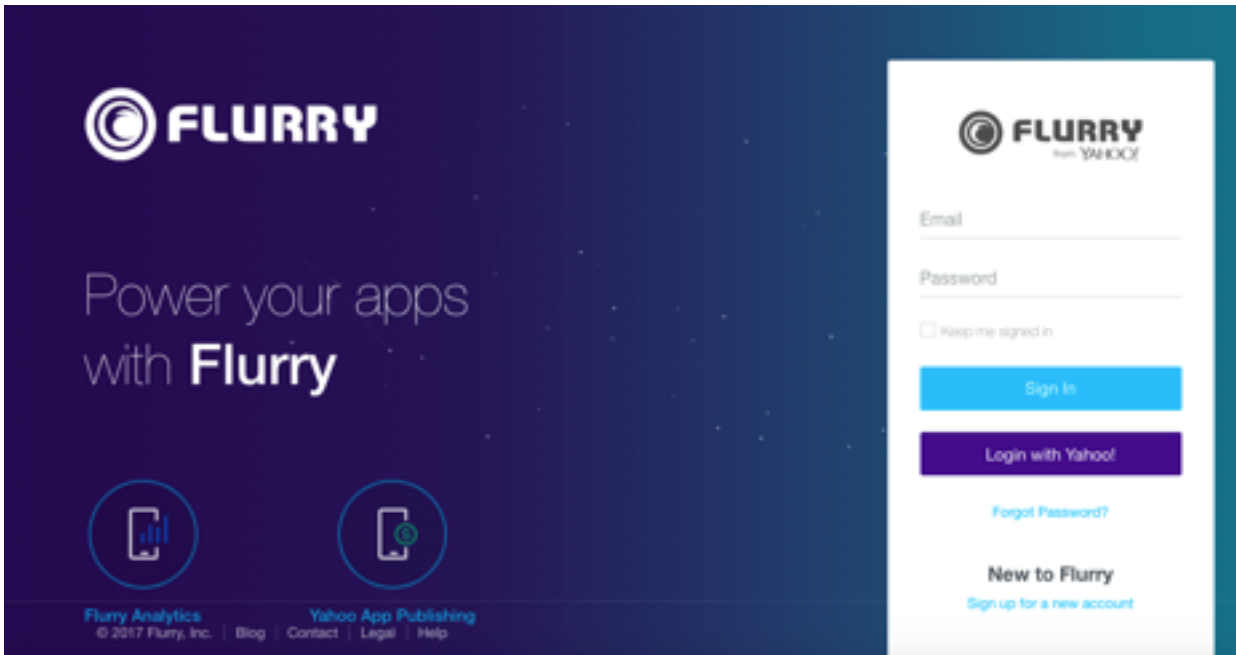 FLURRY
Power your apps
with Flurry
Flurry Analytics
Yahoo App Publishing
© 2017 Flurry, Inc. | Blog | Contact | Legal | Help
FLURRY
from YAHOO!
Email
Password
Keep me signed in
Sign In
Login with Yahoo!
Forgot Password?
New to Flurry
Sign up for a new account